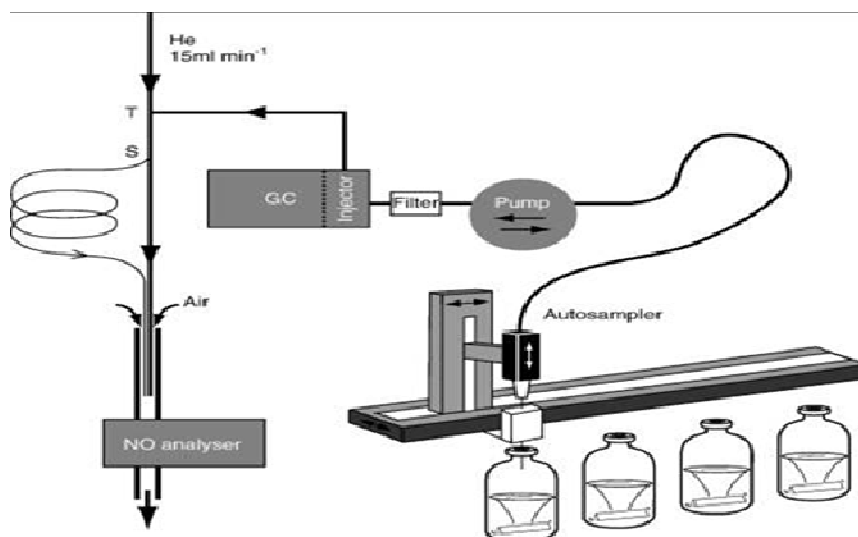 He
15ml min⁻¹
T
S
GC
Injector
Filter
Pump
Air
Autosampler
NO analyser